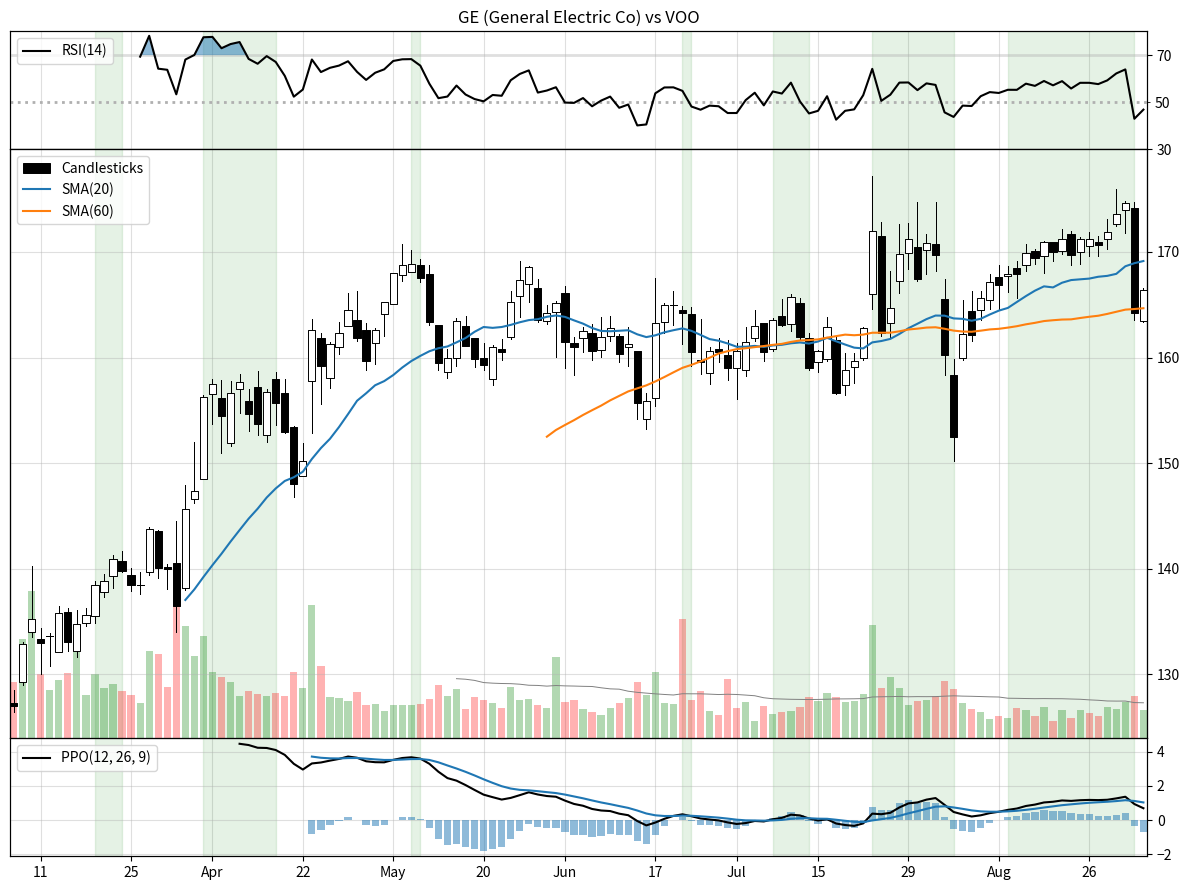 GE (General Electric Co) vs VOO
RSI(14)
70
50
30
Candlesticks
SMA(20)
SMA(60)
170
160
150
140
130
PPO(12, 26, 9)
4
2
0
−2
11 25 Apr 22 May 20 Jun 17 Jul 15 29 Aug 26